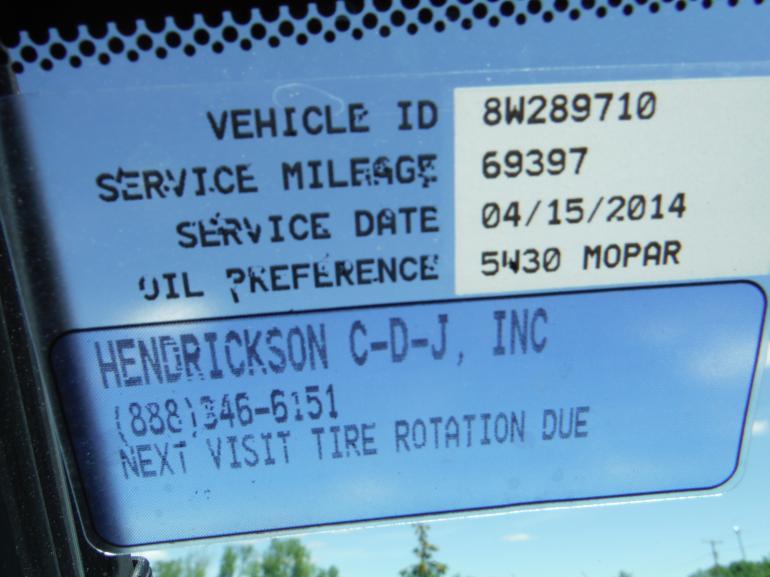 VEHICLE ID 8W289710
SERVICE MILEAGE 69397
SERVICE DATE 04/15/2014
OIL PREFERENCE 5W30 MOPAR
HENDRICKSON C-D-J, INC
(888)346-6151
NEXT VISIT TIRE ROTATION DUE